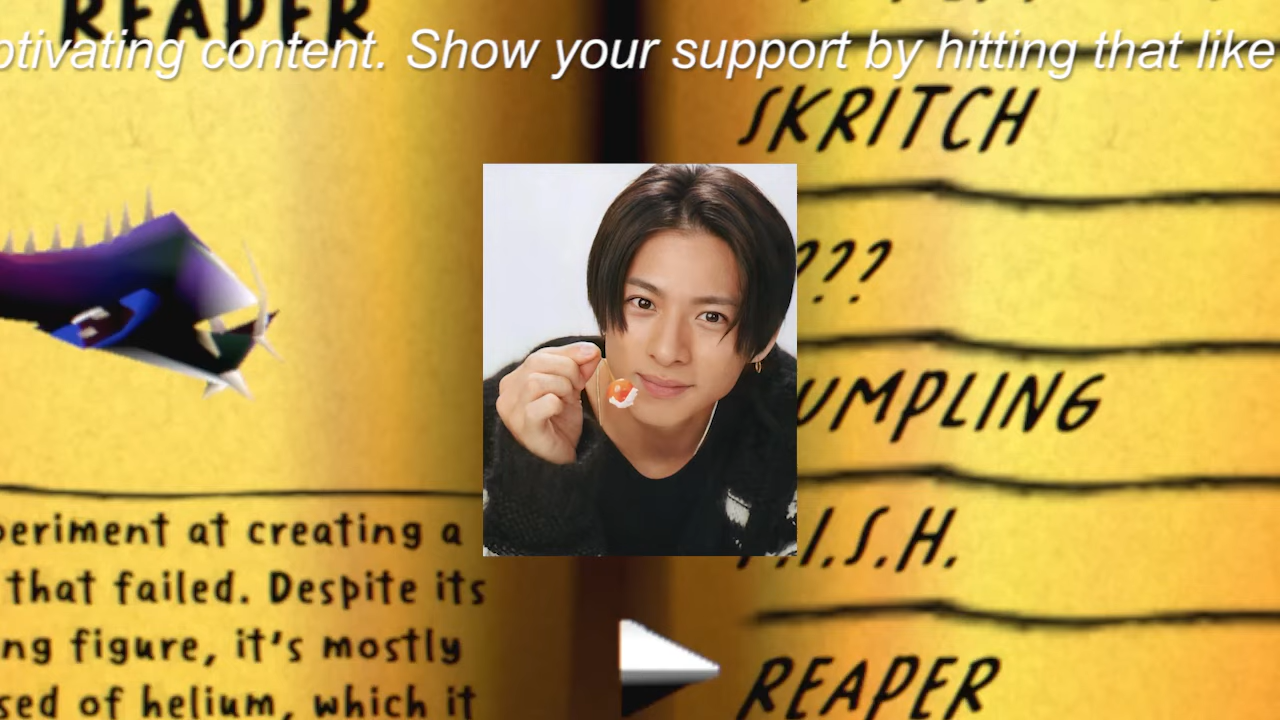 REAPER
ptivating content. Show your support by hitting that like
SKRITCH
???
UMPLING
.I.S.H.
REAPER
periment at creating a
that failed. Despite its
ng figure, it's mostly
sed of helium, which it